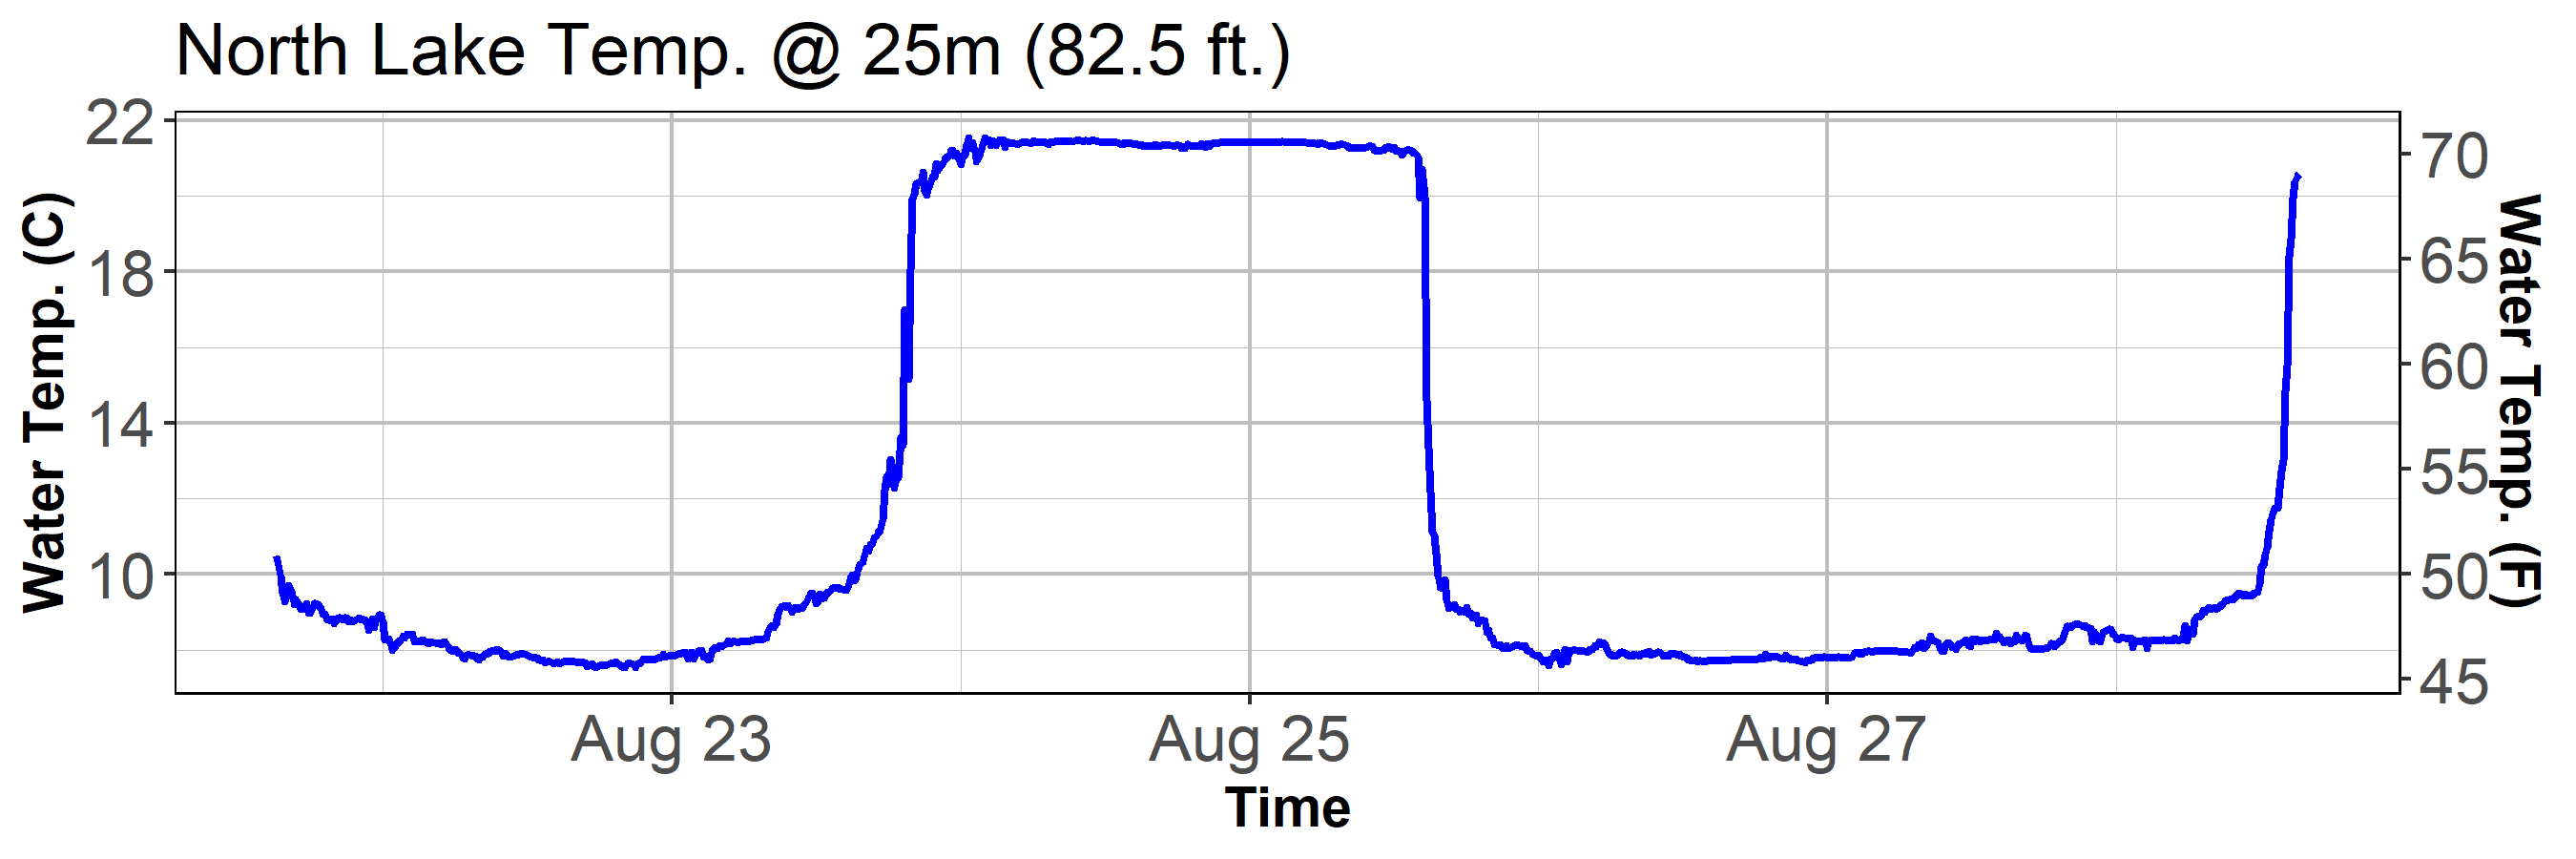 North Lake Temp. @ 25m (82.5 ft.)
Water Temp. (C)
22
18
14
10
70
65
60
55
50
45
Water Temp. (F)
Aug 23
Aug 25
Aug 27
Time